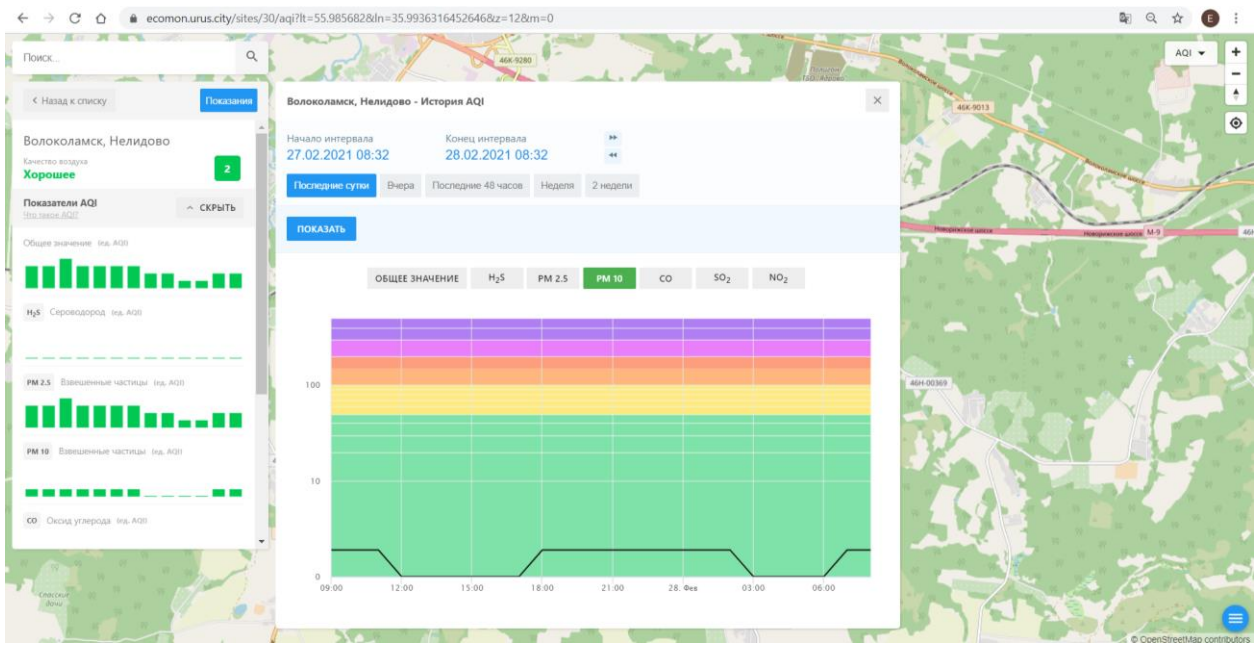 ecomon.urus.city/sites/30/aqi?lt=55.985682&ln=35.9936316452646&z=12&m=0
E
Поиск...
46К-9280
AQI
46К-9013
Назад к списку
Показания
Волоколамск, Нелидово
Качество воздуха
Хорошее
2
Показатели AQI
Что такое AQI?
СКРЫТЬ
Общее значение (ед. AQI)
H₂S Сероводород (ед. AQI)
PM 2.5 Взвешенные частицы (ед. AQI)
PM 10 Взвешенные частицы (ед. AQI)
CO Оксид углерода (ед. AQI)
Волоколамск, Нелидово - История AQI
Начало интервала
Конец интервала
27.02.2021 08:32
28.02.2021 08:32
Последние сутки
Вчера
Последние 48 часов
Неделя
2 недели
ПОКАЗАТЬ
ОБЩЕЕ ЗНАЧЕНИЕ
H₂S
PM 2.5
PM 10
CO
SO₂
NO₂
100
10
0
09:00
12:00
15:00
18:00
21:00
28. Фев
03:00
06:00
Волоколамское шоссе
Новорижское шоссе
Новорижское шоссе
М-9
46Н-00369
Спасские
дачи
© OpenStreetMap contributors